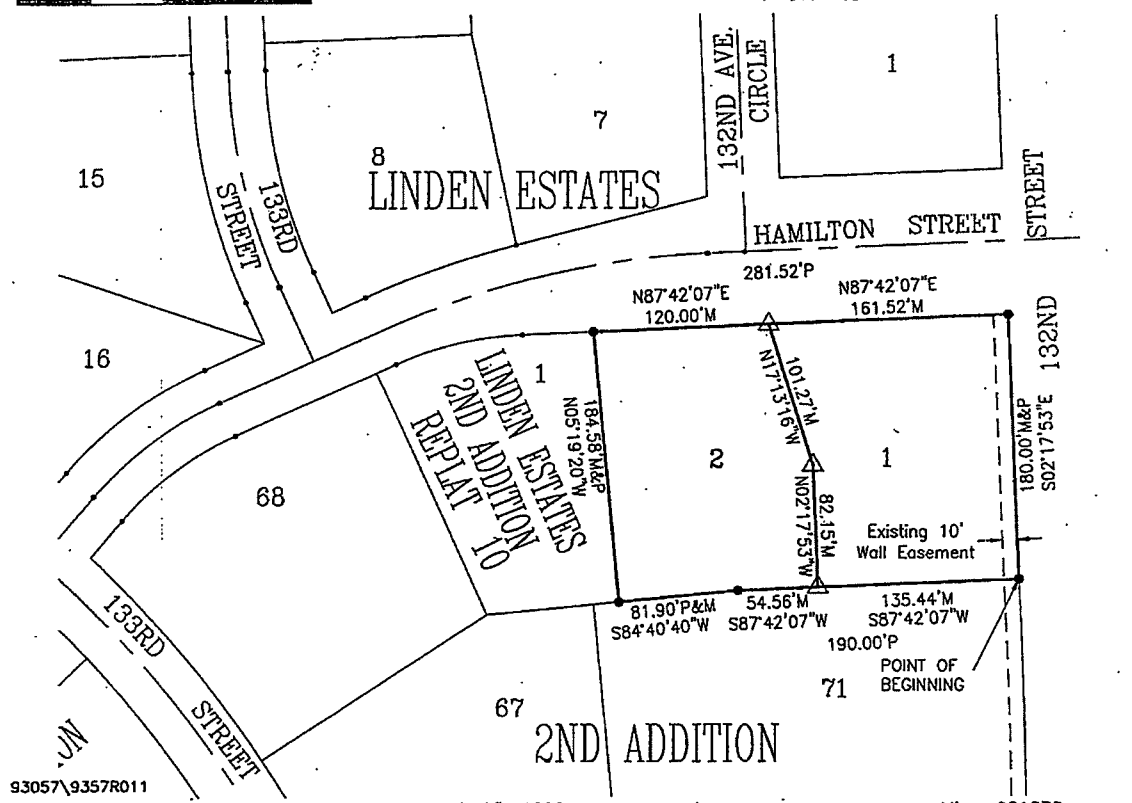 132ND AVE.
CIRCLE
1
7
8
15
LINDEN ESTATES
133RD
STREET
HAMILTON STREET
STREET
132ND
281.52'P
N87°42'07"E
120.00'M
N87°42'07"E
161.52'M
16
1
LINDEN ESTATES
2ND ADDITION
REPLAT 10
184.58'M&P
N05°19'20"W
101.27'M
N17°13'16"W
2
1
180.00'M&P
S02°17'53"E
82.15'M
N02°17'53"W
Existing 10'
Wall Easement
68
81.90'P&M
S84°40'40"W
54.56'M
S87°42'07"W
135.44'M
S87°42'07"W
190.00'P
POINT OF
BEGINNING
133RD
STREET
67
71
2ND ADDITION
93057\9357R011